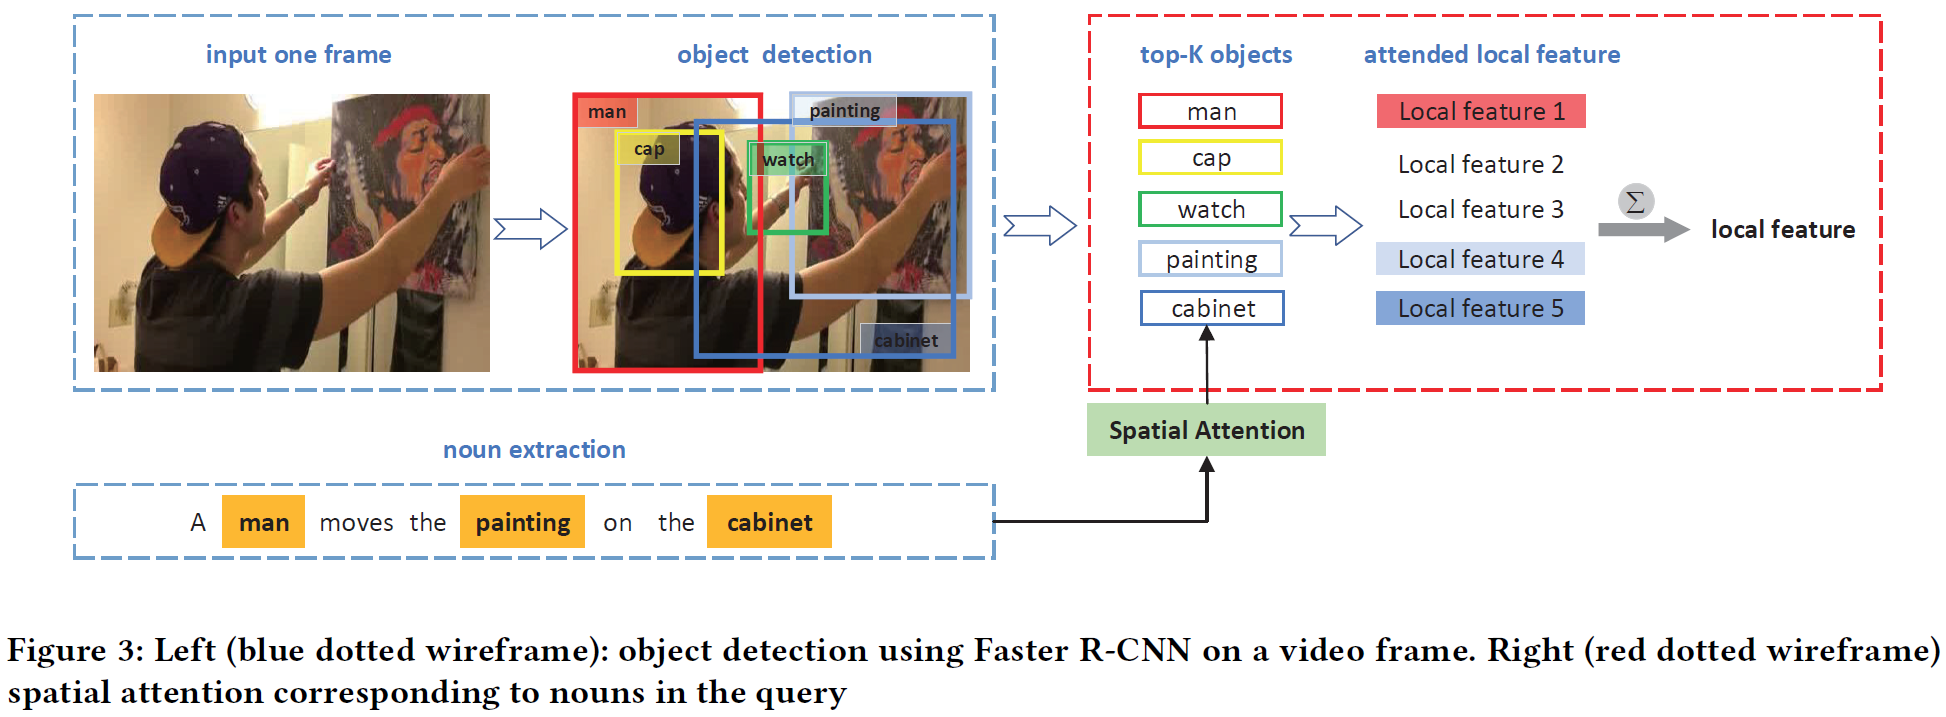 input one frame
object detection
man
painting
cap
watch
cabinet
top-K objects
man
cap
watch
painting
cabinet
attended local feature
Local feature 1
Local feature 2
Local feature 3
Local feature 4
Local feature 5
Σ
local feature
Spatial Attention
noun extraction
A man moves the painting on the cabinet
Figure 3: Left (blue dotted wireframe): object detection using Faster R-CNN on a video frame. Right (red dotted wireframe)
spatial attention corresponding to nouns in the query